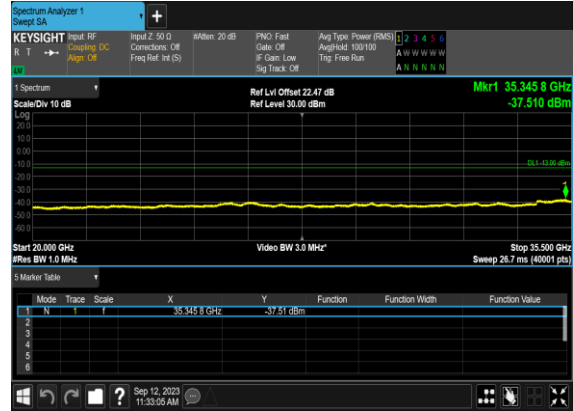 Spectrum Analyzer 1
Swept SA
+
KEYSIGHT Input: RF Input Z: 50 Ω #Atten: 20 dB PNO: Fast Avg Type: Power (RMS) 1 2 3 4 5 6
R T Coupling: DC Corrections: Off Gate: Off Avg|Hold: 100/100 A W W W W W
Align: Off Freq Ref: Int (S) IF Gain: Low Trig: Free Run
Sig Track: Off A N N N N N
1 Spectrum Ref Lvl Offset 22.47 dB Mkr1 35.345 8 GHz
Scale/Div 10 dB Ref Level 30.00 dBm -37.510 dBm
Log
20.0
10.0
0.00
-10.0
DL1 -13.00 dBm
-20.0
1
-30.0
-40.0
-50.0
-60.0
Start 20.000 GHz Video BW 3.0 MHz* Stop 35.500 GHz
#Res BW 1.0 MHz Sweep 26.7 ms (40001 pts)
5 Marker Table
Mode Trace Scale X Y Function Function Width Function Value
1 N 1 f 35.345 8 GHz -37.51 dBm
2
3
4
5
6
? Sep 12, 2023
11:33:05 AM